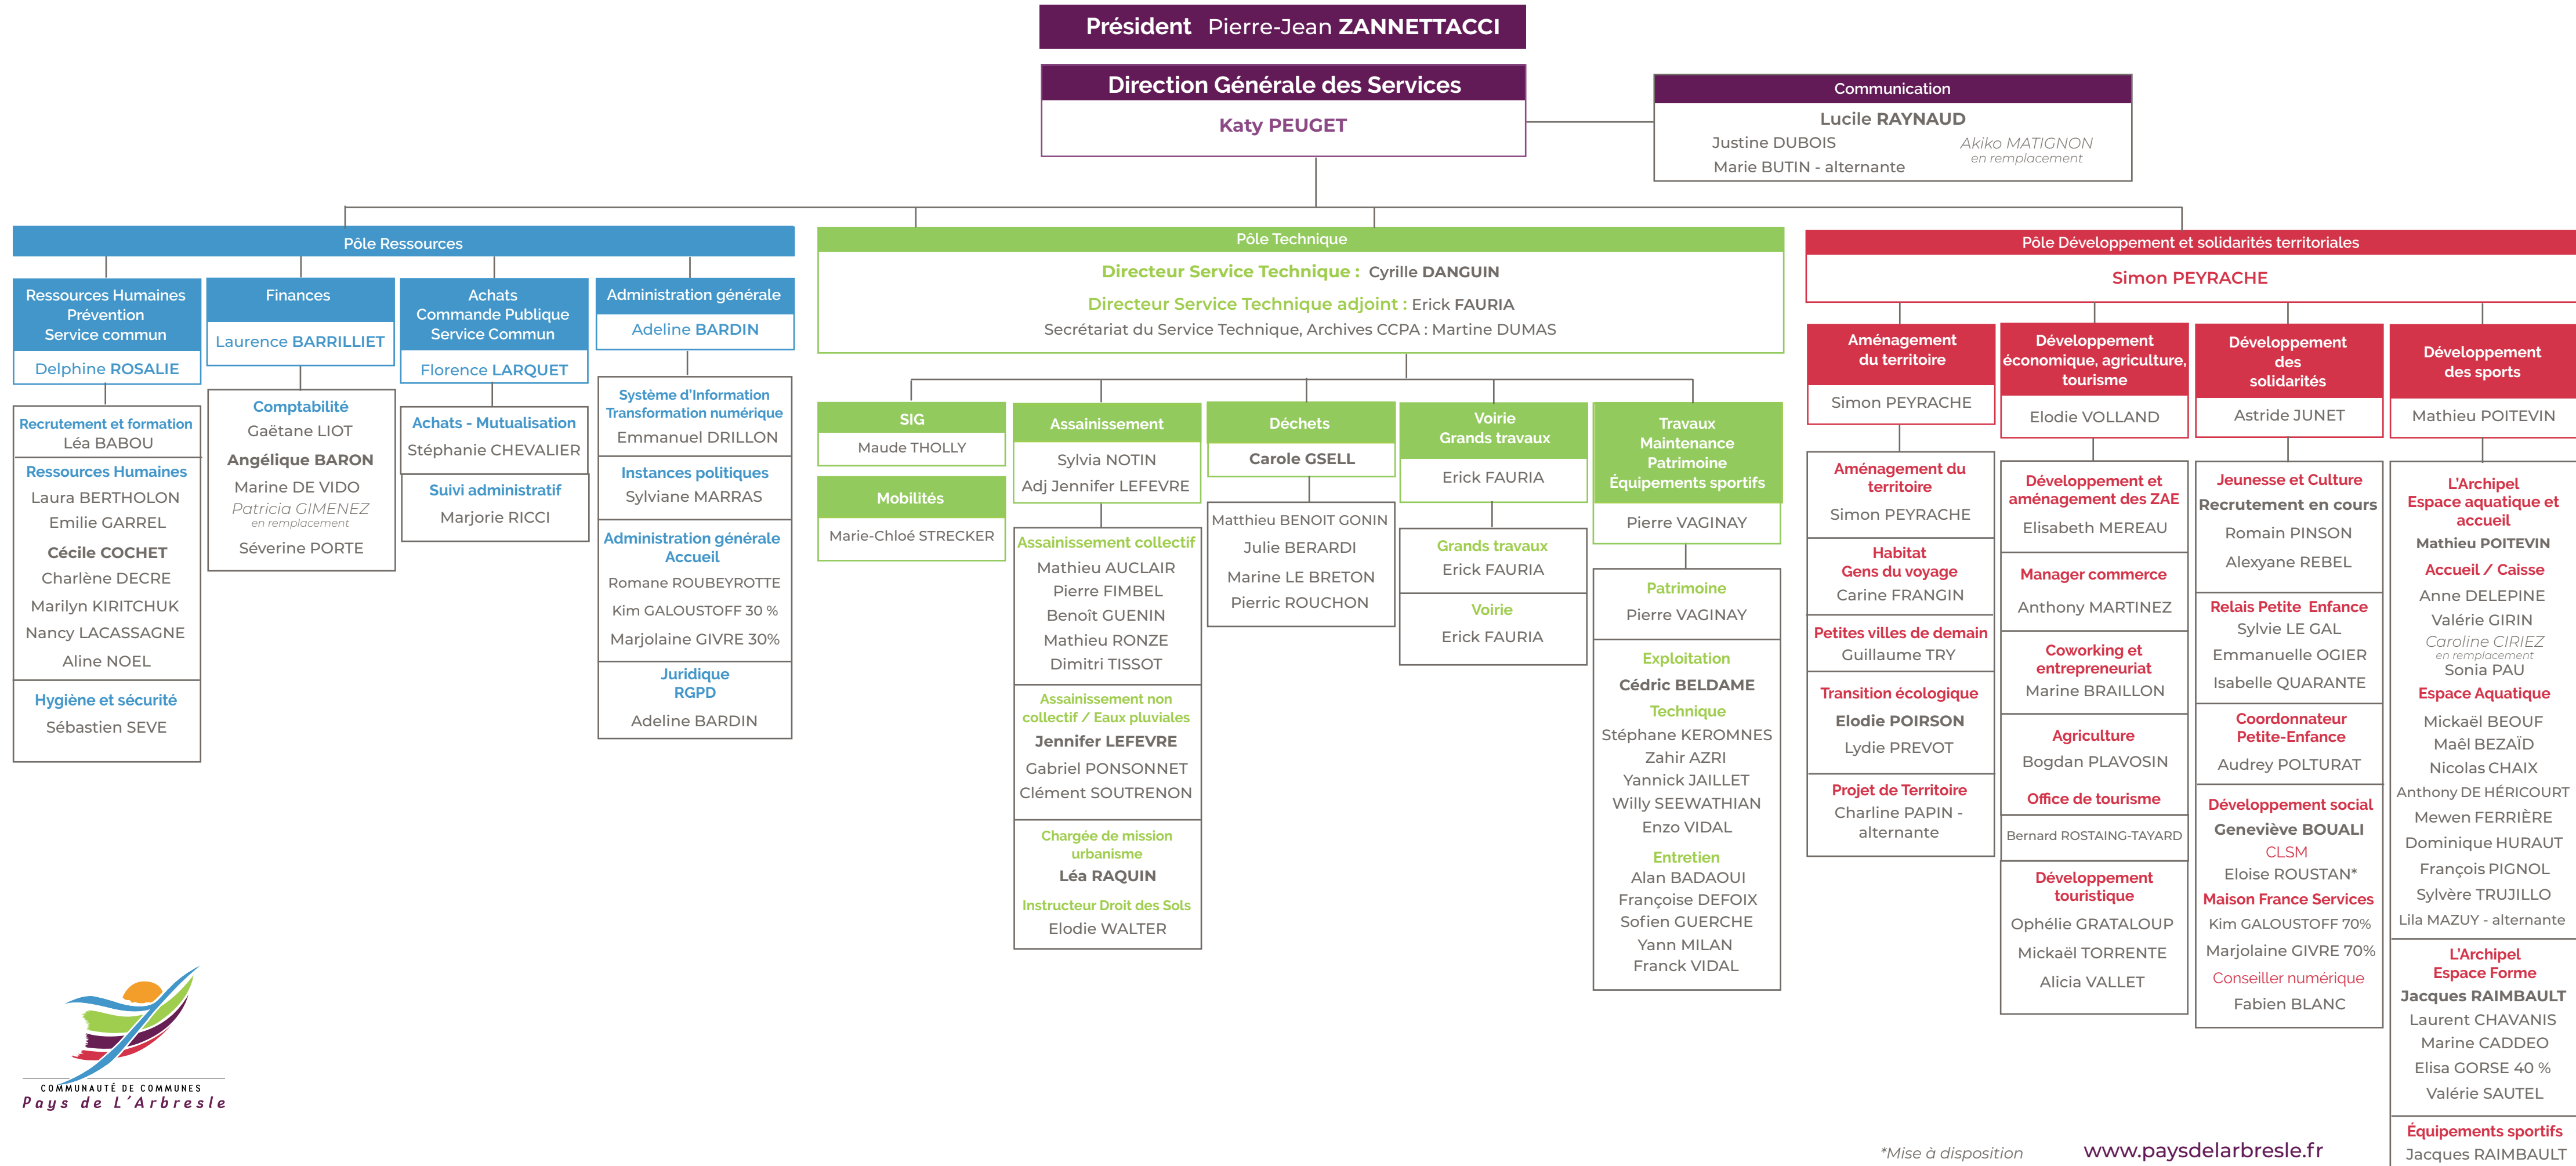 Président Pierre-Jean ZANNETTACCI
Direction Générale des Services
Katy PEUGET
Communication
Lucile RAYNAUD
Justine DUBOIS
Akiko MATIGNON
en remplacement
Marie BUTIN - alternante
Pôle Ressources
Ressources Humaines
Prévention
Service commun
Delphine ROSALIE
Recrutement et formation
Léa BABOU
Ressources Humaines
Laura BERTHOLON
Emilie GARREL
Cécile COCHET
Charlène DECRE
Marilyn KIRITCHUK
Nancy LACASSAGNE
Aline NOEL
Hygiène et sécurité
Sébastien SEVE
Finances
Laurence BARRILLIET
Comptabilité
Gaëtane LIOT
Angélique BARON
Marine DE VIDO
Patricia GIMENEZ
en remplacement
Séverine PORTE
Achats
Commande Publique
Service Commun
Florence LARQUET
Achats - Mutualisation
Stéphanie CHEVALIER
Suivi administratif
Marjorie RICCI
Administration générale
Adeline BARDIN
Système d'Information
Transformation numérique
Emmanuel DRILLON
Instances politiques
Sylviane MARRAS
Administration générale
Accueil
Romane ROUBEYROTTE
Kim GALOUSTOFF 30 %
Marjolaine GIVRE 30%
Juridique
RGPD
Adeline BARDIN
Pôle Technique
Directeur Service Technique : Cyrille DANGUIN
Directeur Service Technique adjoint : Erick FAURIA
Secrétariat du Service Technique, Archives CCPA : Martine DUMAS
SIG
Maude THOLLY
Mobilités
Marie-Chloé STRECKER
Assainissement
Sylvia NOTIN
Adj Jennifer LEFEVRE
Assainissement collectif
Mathieu AUCLAIR
Pierre FIMBEL
Benoît GUENIN
Mathieu RONZE
Dimitri TISSOT
Assainissement non
collectif / Eaux pluviales
Jennifer LEFEVRE
Gabriel PONSONNET
Clément SOUTRENON
Chargée de mission
urbanisme
Léa RAQUIN
Instructeur Droit des Sols
Elodie WALTER
Déchets
Carole GSELL
Matthieu BENOIT GONIN
Julie BERARDI
Marine LE BRETON
Pierric ROUCHON
Voirie
Grands travaux
Erick FAURIA
Grands travaux
Erick FAURIA
Voirie
Erick FAURIA
Travaux
Maintenance
Patrimoine
Équipements sportifs
Pierre VAGINAY
Patrimoine
Pierre VAGINAY
Exploitation
Cédric BELDAME
Technique
Stéphane KEROMNES
Zahir AZRI
Yannick JAILLET
Willy SEEWATHIAN
Enzo VIDAL
Entretien
Alan BADAOUI
Françoise DEFOIX
Sofien GUERCHE
Yann MILAN
Franck VIDAL
Pôle Développement et solidarités territoriales
Simon PEYRACHE
Aménagement
du territoire
Simon PEYRACHE
Aménagement du
territoire
Simon PEYRACHE
Habitat
Gens du voyage
Carine FRANGIN
Petites villes de demain
Guillaume TRY
Transition écologique
Elodie POIRSON
Lydie PREVOT
Projet de Territoire
Charline PAPIN -
alternante
Développement
économique, agriculture,
tourisme
Elodie VOLLAND
Développement et
aménagement des ZAE
Elisabeth MEREAU
Manager commerce
Anthony MARTINEZ
Coworking et
entrepreneuriat
Marine BRAILLON
Agriculture
Bogdan PLAVOSIN
Office de tourisme
Bernard ROSTAING-TAYARD
Développement
touristique
Ophélie GRATALOUP
Mickaël TORRENTE
Alicia VALLET
Développement
des
solidarités
Astride JUNET
Jeunesse et Culture
Recrutement en cours
Romain PINSON
Alexyane REBEL
Relais Petite Enfance
Sylvie LE GAL
Emmanuelle OGIER
Isabelle QUARANTE
Coordonnateur
Petite-Enfance
Audrey POLTURAT
Développement social
Geneviève BOUALI
CLSM
Eloise ROUSTAN*
Maison France Services
Kim GALOUSTOFF 70%
Marjolaine GIVRE 70%
Conseiller numérique
Fabien BLANC
Développement
des sports
Mathieu POITEVIN
L'Archipel
Espace aquatique et
accueil
Mathieu POITEVIN
Accueil / Caisse
Anne DELEPINE
Valérie GIRIN
Caroline CIRIEZ
en remplacement
Sonia PAU
Espace Aquatique
Mickaël BEOUF
Maêl BEZAÏD
Nicolas CHAIX
Anthony DE HÉRICOURT
Mewen FERRIÈRE
Dominique HURAUT
François PIGNOL
Sylvère TRUJILLO
Lila MAZUY - alternante
L'Archipel
Espace Forme
Jacques RAIMBAULT
Laurent CHAVANIS
Marine CADDEO
Elisa GORSE 40 %
Valérie SAUTEL
Équipements sportifs
Jacques RAIMBAULT
COMMUNAUTÉ DE COMMUNES
Pays de L'Arbresle
*Mise à disposition
www.paysdelarbresle.fr